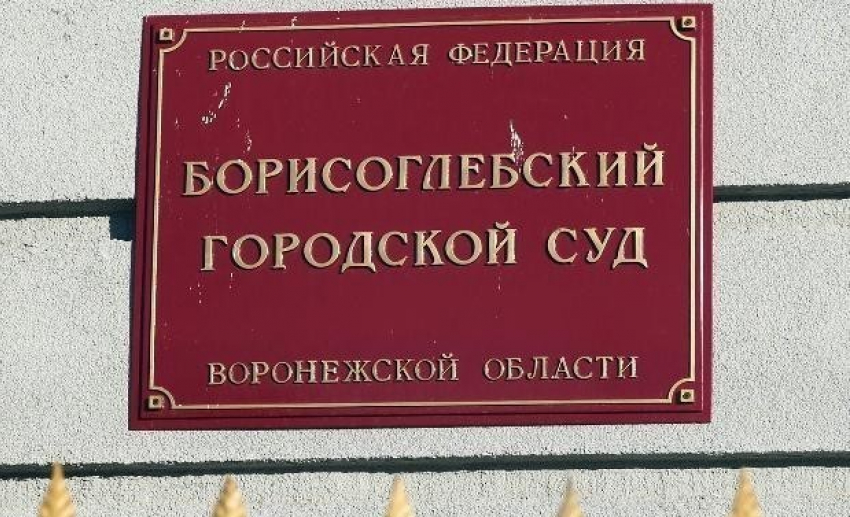 РОССИЙСКАЯ ФЕДЕРАЦИЯ
БОРИСОГЛЕБСКИЙ
ГОРОДСКОЙ СУД
ВОРОНЕЖСКОЙ ОБЛАСТИ